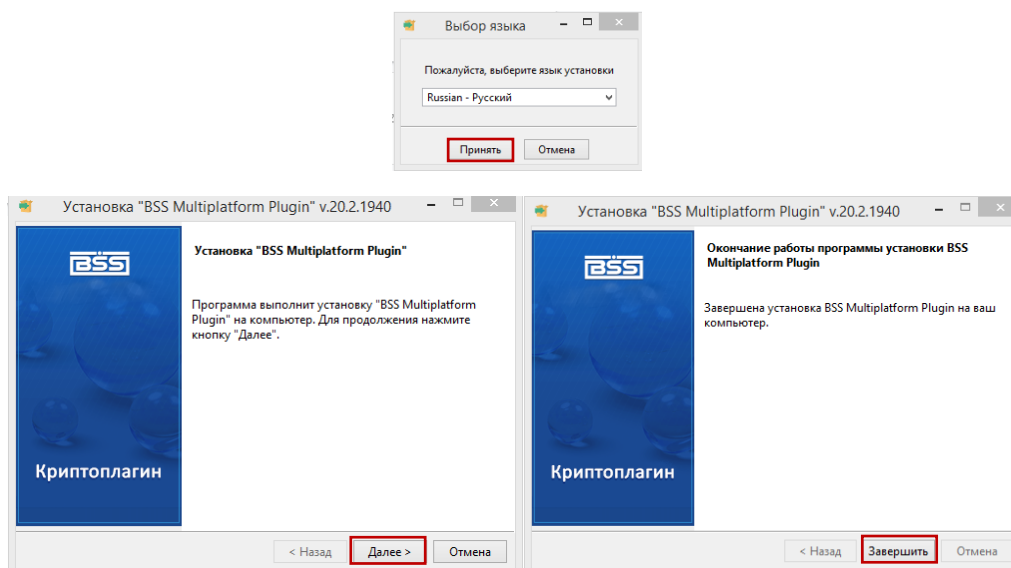 Выбор языка
Пожалуйста, выберите язык установки
Russian - Русский
Принять
Отмена
Установка "BSS Multiplatform Plugin" v.20.2.1940
BSS
Установка "BSS Multiplatform Plugin"
Программа выполнит установку "BSS Multiplatform
Plugin" на компьютер. Для продолжения нажмите
кнопку "Далее".
Криптоплагин
< Назад
Далее >
Отмена
Установка "BSS Multiplatform Plugin" v.20.2.1940
BSS
Окончание работы программы установки BSS
Multiplatform Plugin
Завершена установка BSS Multiplatform Plugin на ваш
компьютер.
Криптоплагин
< Назад
Завершить
Отмена